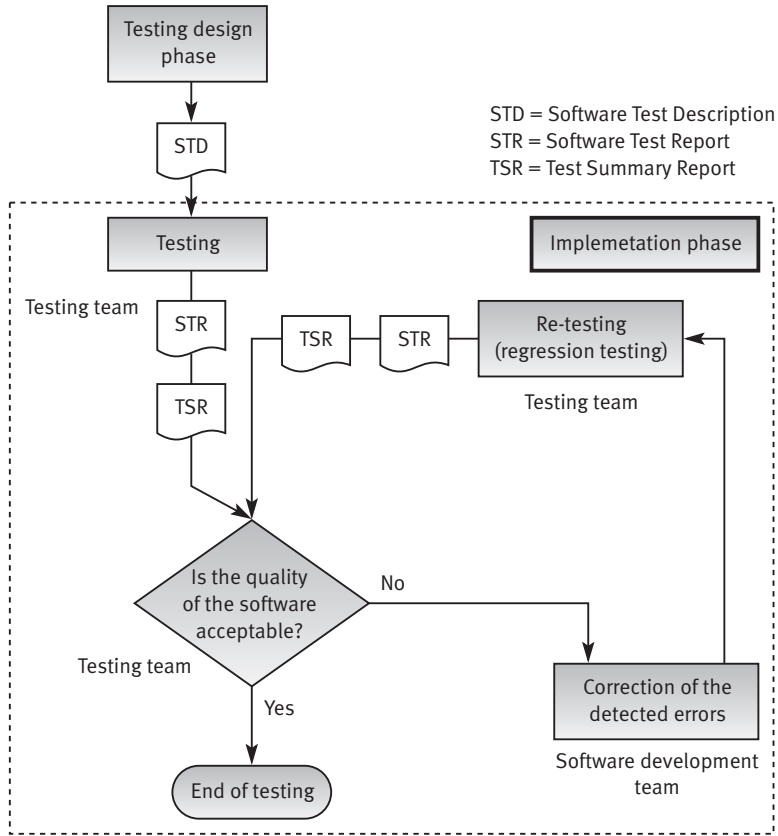 Testing design
phase
STD
STD = Software Test Description
STR = Software Test Report
TSR = Test Summary Report
Testing
Implemetation phase
Testing team
STR
TSR
TSR
STR
Re-testing
(regression testing)
Testing team
Is the quality
of the software
acceptable?
No
Testing team
Yes
Correction of the
detected errors
Software development
team
End of testing